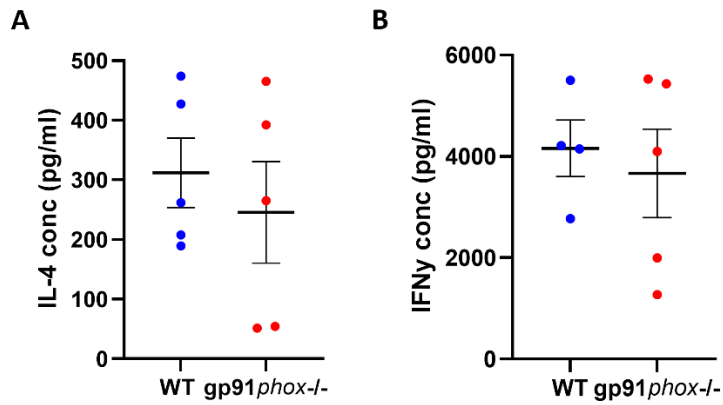 A
IL-4 conc (pg/ml)
500
400
300
200
100
0
WT gp91phox-/-
B
IFNy conc (pg/ml)
6000
4000
2000
0
WT gp91phox-/-